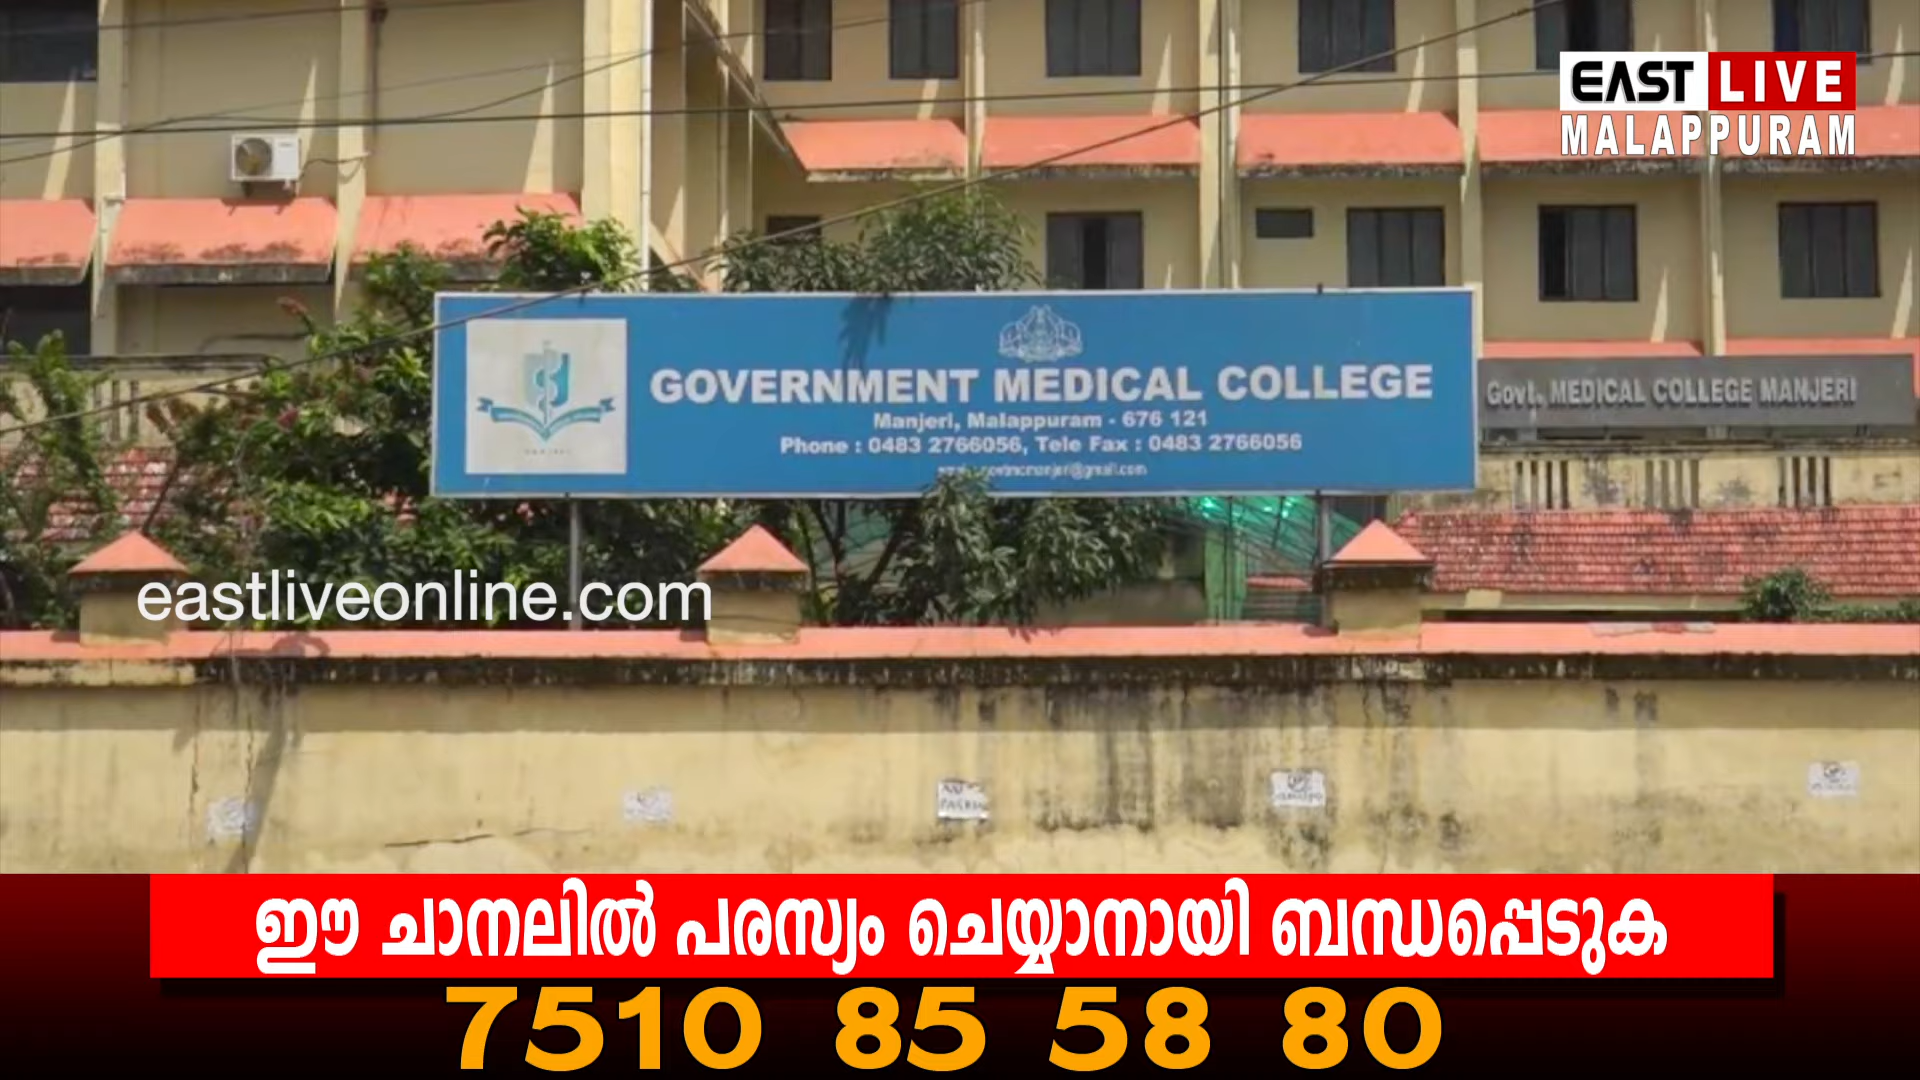 EAST LIVE
MALAPPURAM
GOVERNMENT MEDICAL COLLEGE
Manjeri, Malappuram - 676 121
Phone : 0483 2766056, Tele Fax : 0483 2766056
Govt. MEDICAL COLLEGE MANJERI
eastliveonline.com
ഈ ചാനലിൽ പരസ്യം ചെയ്യാനായി ബന്ധപ്പെടുക
7510 85 58 80